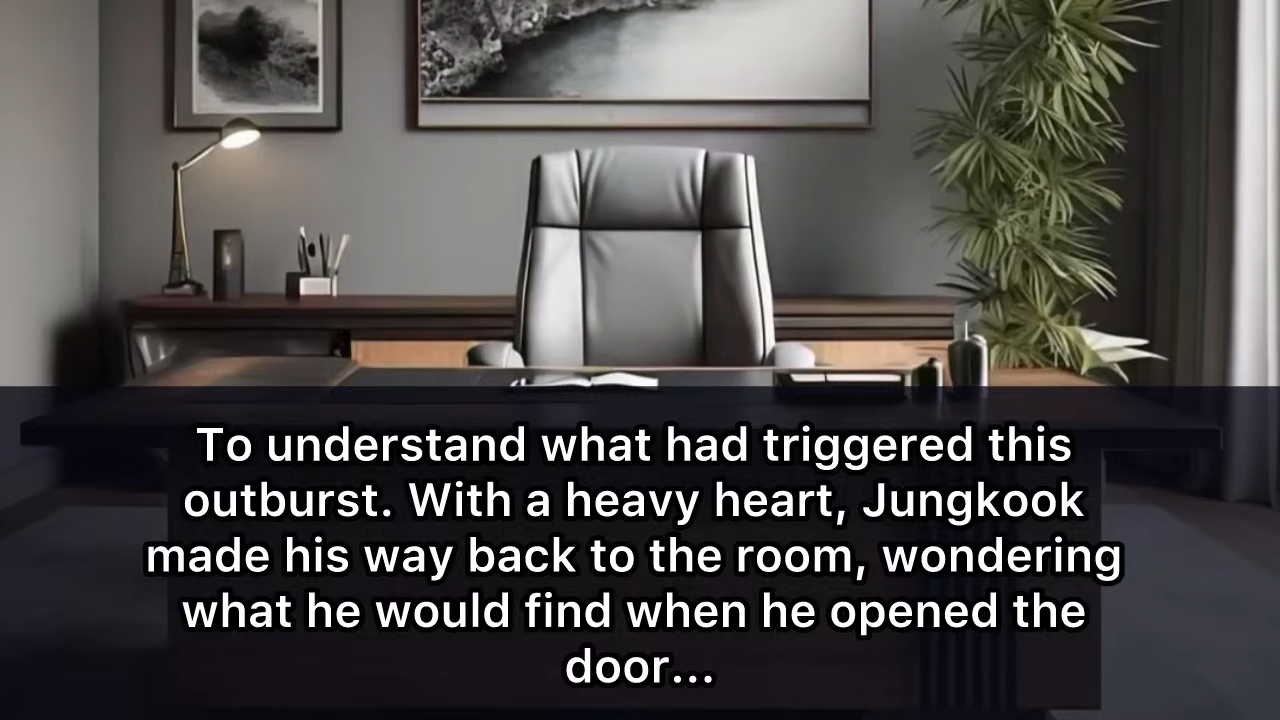 To understand what had triggered this
outburst. With a heavy heart, Jungkook
made his way back to the room, wondering
what he would find when he opened the
door...